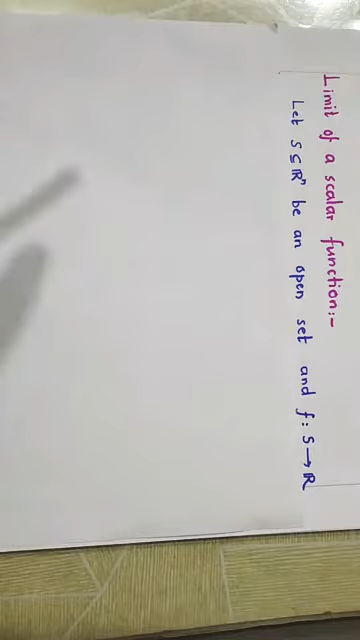 Limit of a scalar function:-
Let S ⊆ ℝⁿ be an open set and f: S → ℝ